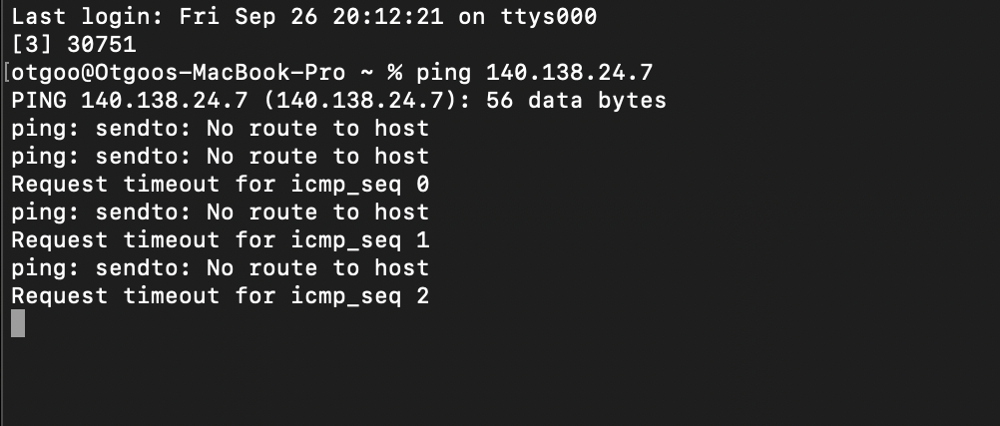 Last login: Fri Sep 26 20:12:21 on ttys000
[3] 30751
[otgoo@Otgoos-MacBook-Pro ~ % ping 140.138.24.7
PING 140.138.24.7 (140.138.24.7): 56 data bytes
ping: sendto: No route to host
ping: sendto: No route to host
Request timeout for icmp_seq 0
ping: sendto: No route to host
Request timeout for icmp_seq 1
ping: sendto: No route to host
Request timeout for icmp_seq 2